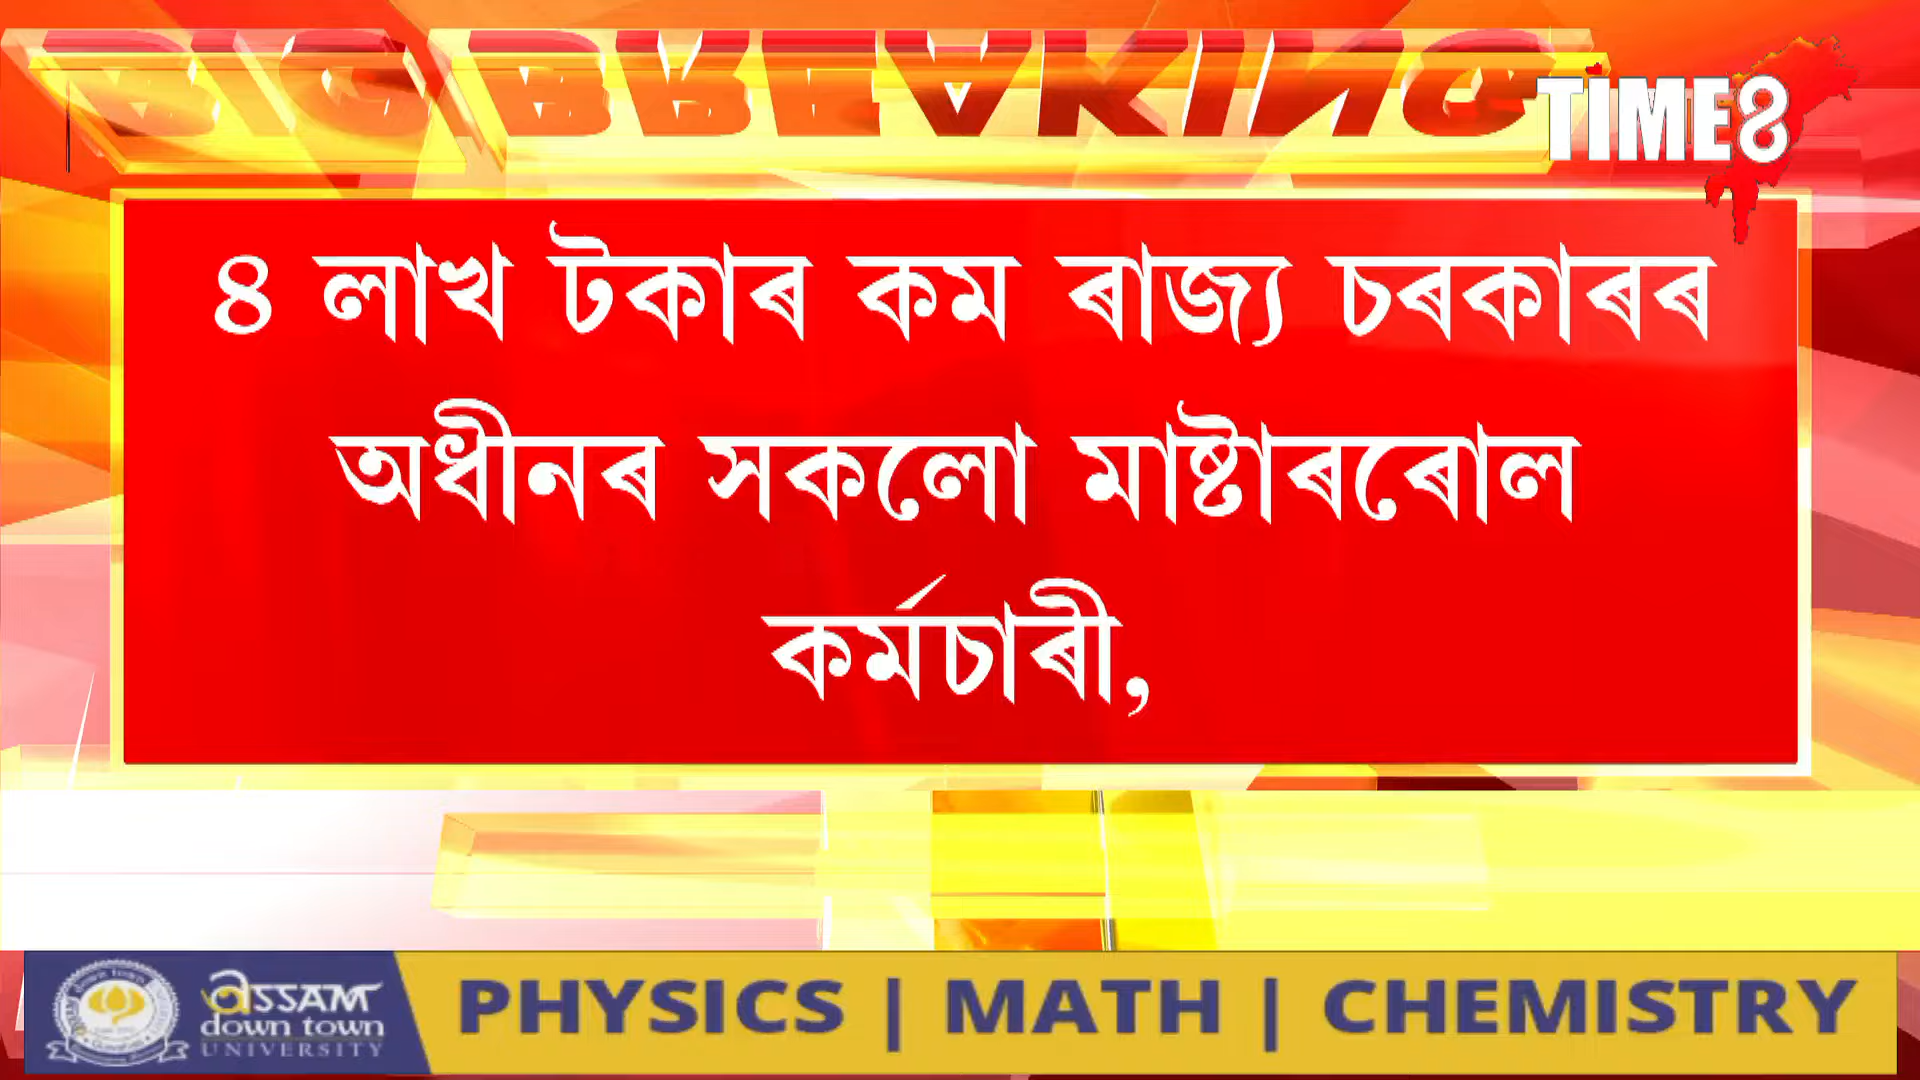 BIG BREAKING
TiME8
৪ লাখ টকাৰ কম ৰাজ্য চৰকাৰৰ
অধীনৰ সকলো মাষ্টাৰৰোল
কৰ্মচাৰী,
ASSAM
down town
UNIVERSITY
PHYSICS | MATH | CHEMISTRY